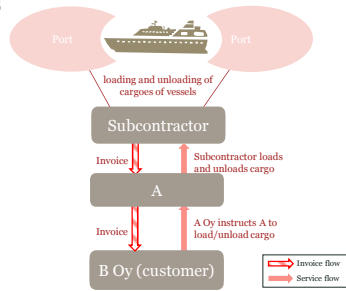 Port
Port
loading and unloading of
cargoes of vessels
Subcontractor
Invoice
Subcontractor loads
and unloads cargo
A
Invoice
A Oy instructs A to
load/unload cargo
B Oy (customer)
Invoice flow
Service flow